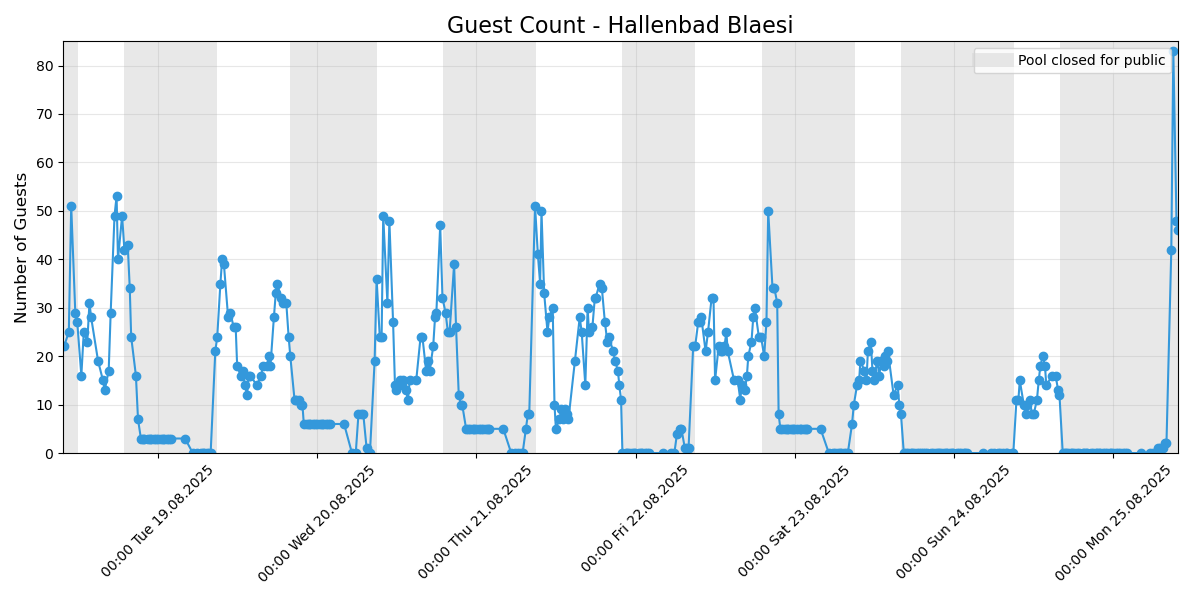 Guest Count - Hallenbad Blaesi
Pool closed for public
Number of Guests
80
70
60
50
40
30
20
10
0
00:00 Tue 19.08.2025
00:00 Wed 20.08.2025
00:00 Thu 21.08.2025
00:00 Fri 22.08.2025
00:00 Sat 23.08.2025
00:00 Sun 24.08.2025
00:00 Mon 25.08.2025